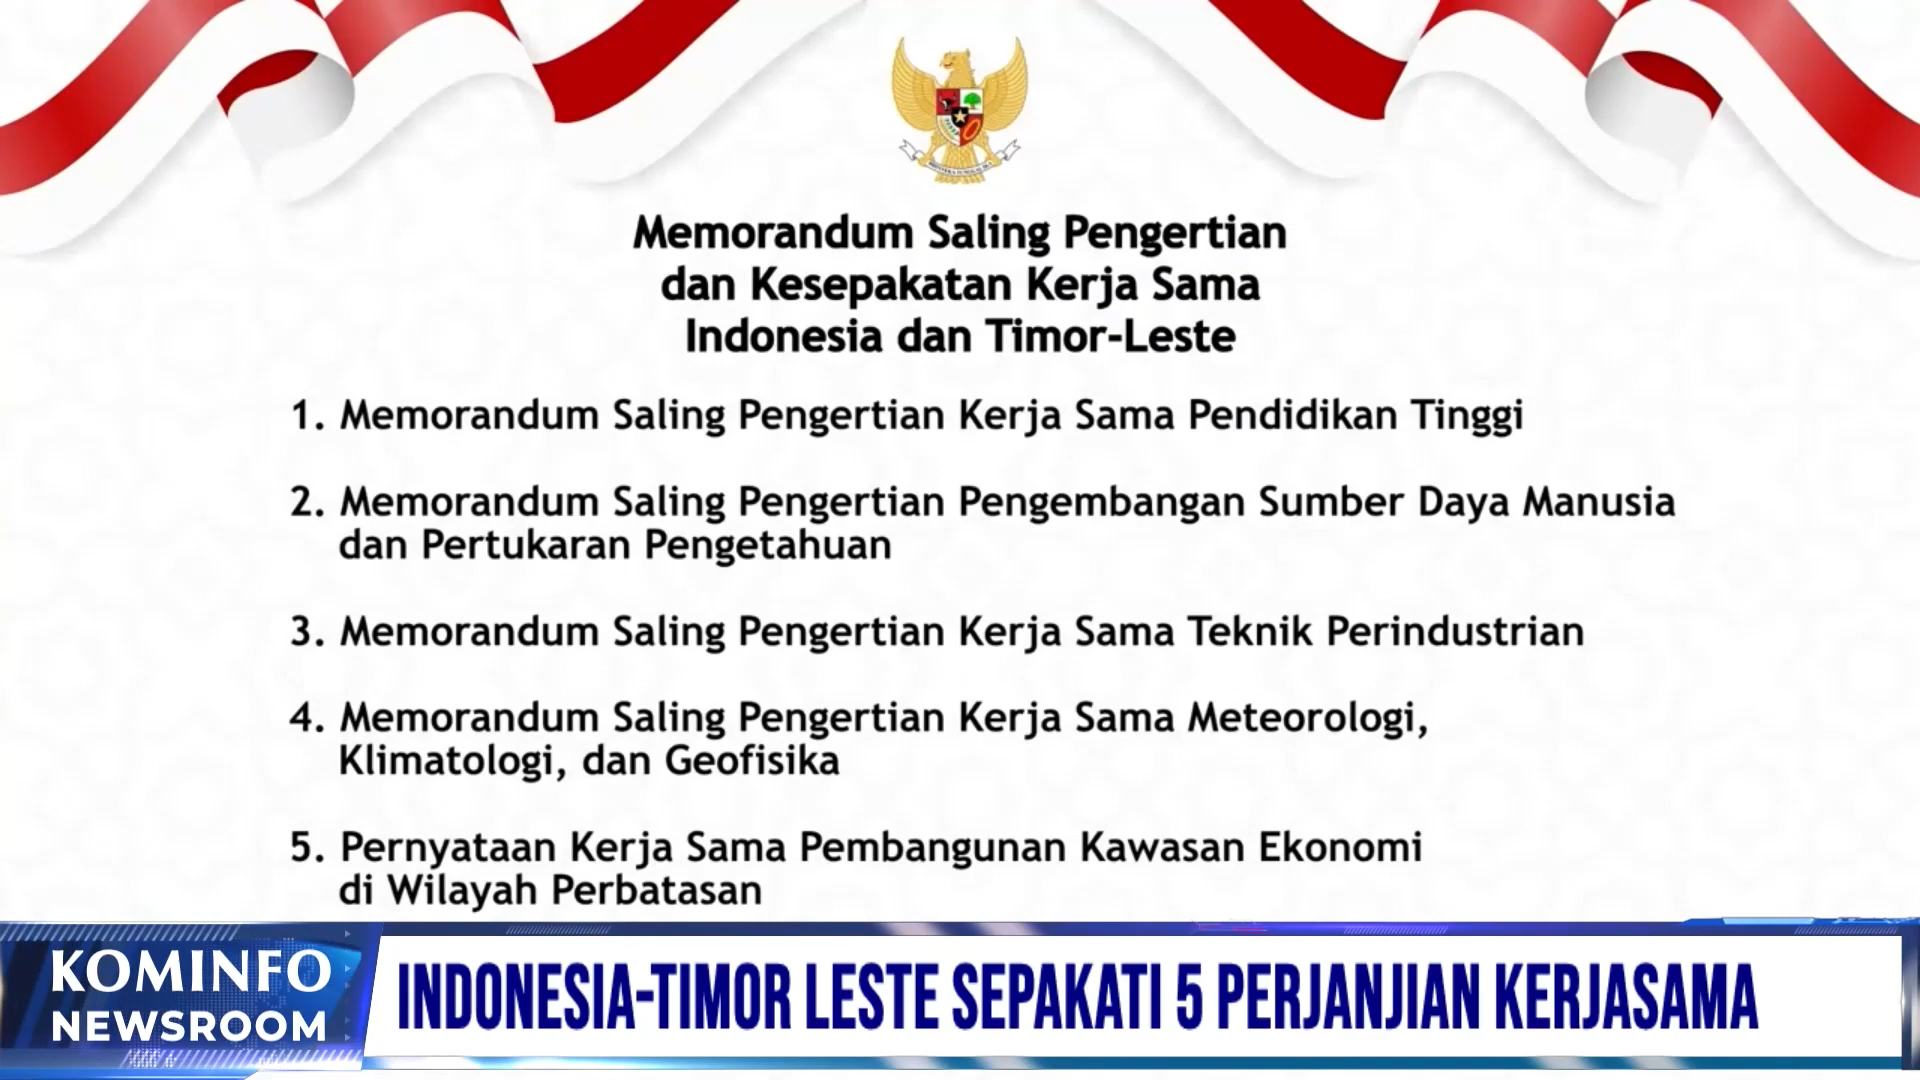 Memorandum Saling Pengertian
dan Kesepakatan Kerja Sama
Indonesia dan Timor-Leste
1. Memorandum Saling Pengertian Kerja Sama Pendidikan Tinggi
2. Memorandum Saling Pengertian Pengembangan Sumber Daya Manusia
dan Pertukaran Pengetahuan
3. Memorandum Saling Pengertian Kerja Sama Teknik Perindustrian
4. Memorandum Saling Pengertian Kerja Sama Meteorologi,
Klimatologi, dan Geofisika
5. Pernyataan Kerja Sama Pembangunan Kawasan Ekonomi
di Wilayah Perbatasan
KOMINFO
NEWSROOM
INDONESIA-TIMOR LESTE SEPAKATI 5 PERJANJIAN KERJASAMA